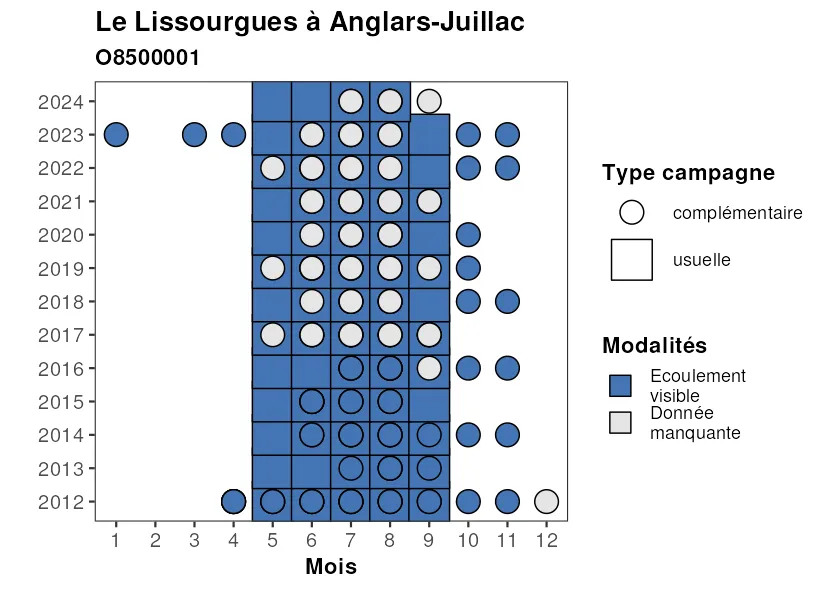 Le Lissourgues à Anglars-Juillac
O8500001
2024
2023
2022
2021
2020
2019
2018
2017
2016
2015
2014
2013
2012
1 2 3 4 5 6 7 8 9 10 11 12
Mois
Type campagne
complémentaire
usuelle
Modalités
Ecoulement
visible
Donnée
manquante